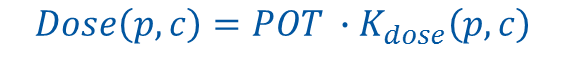 Dose(p, c) = POT · K_dose(p, c)